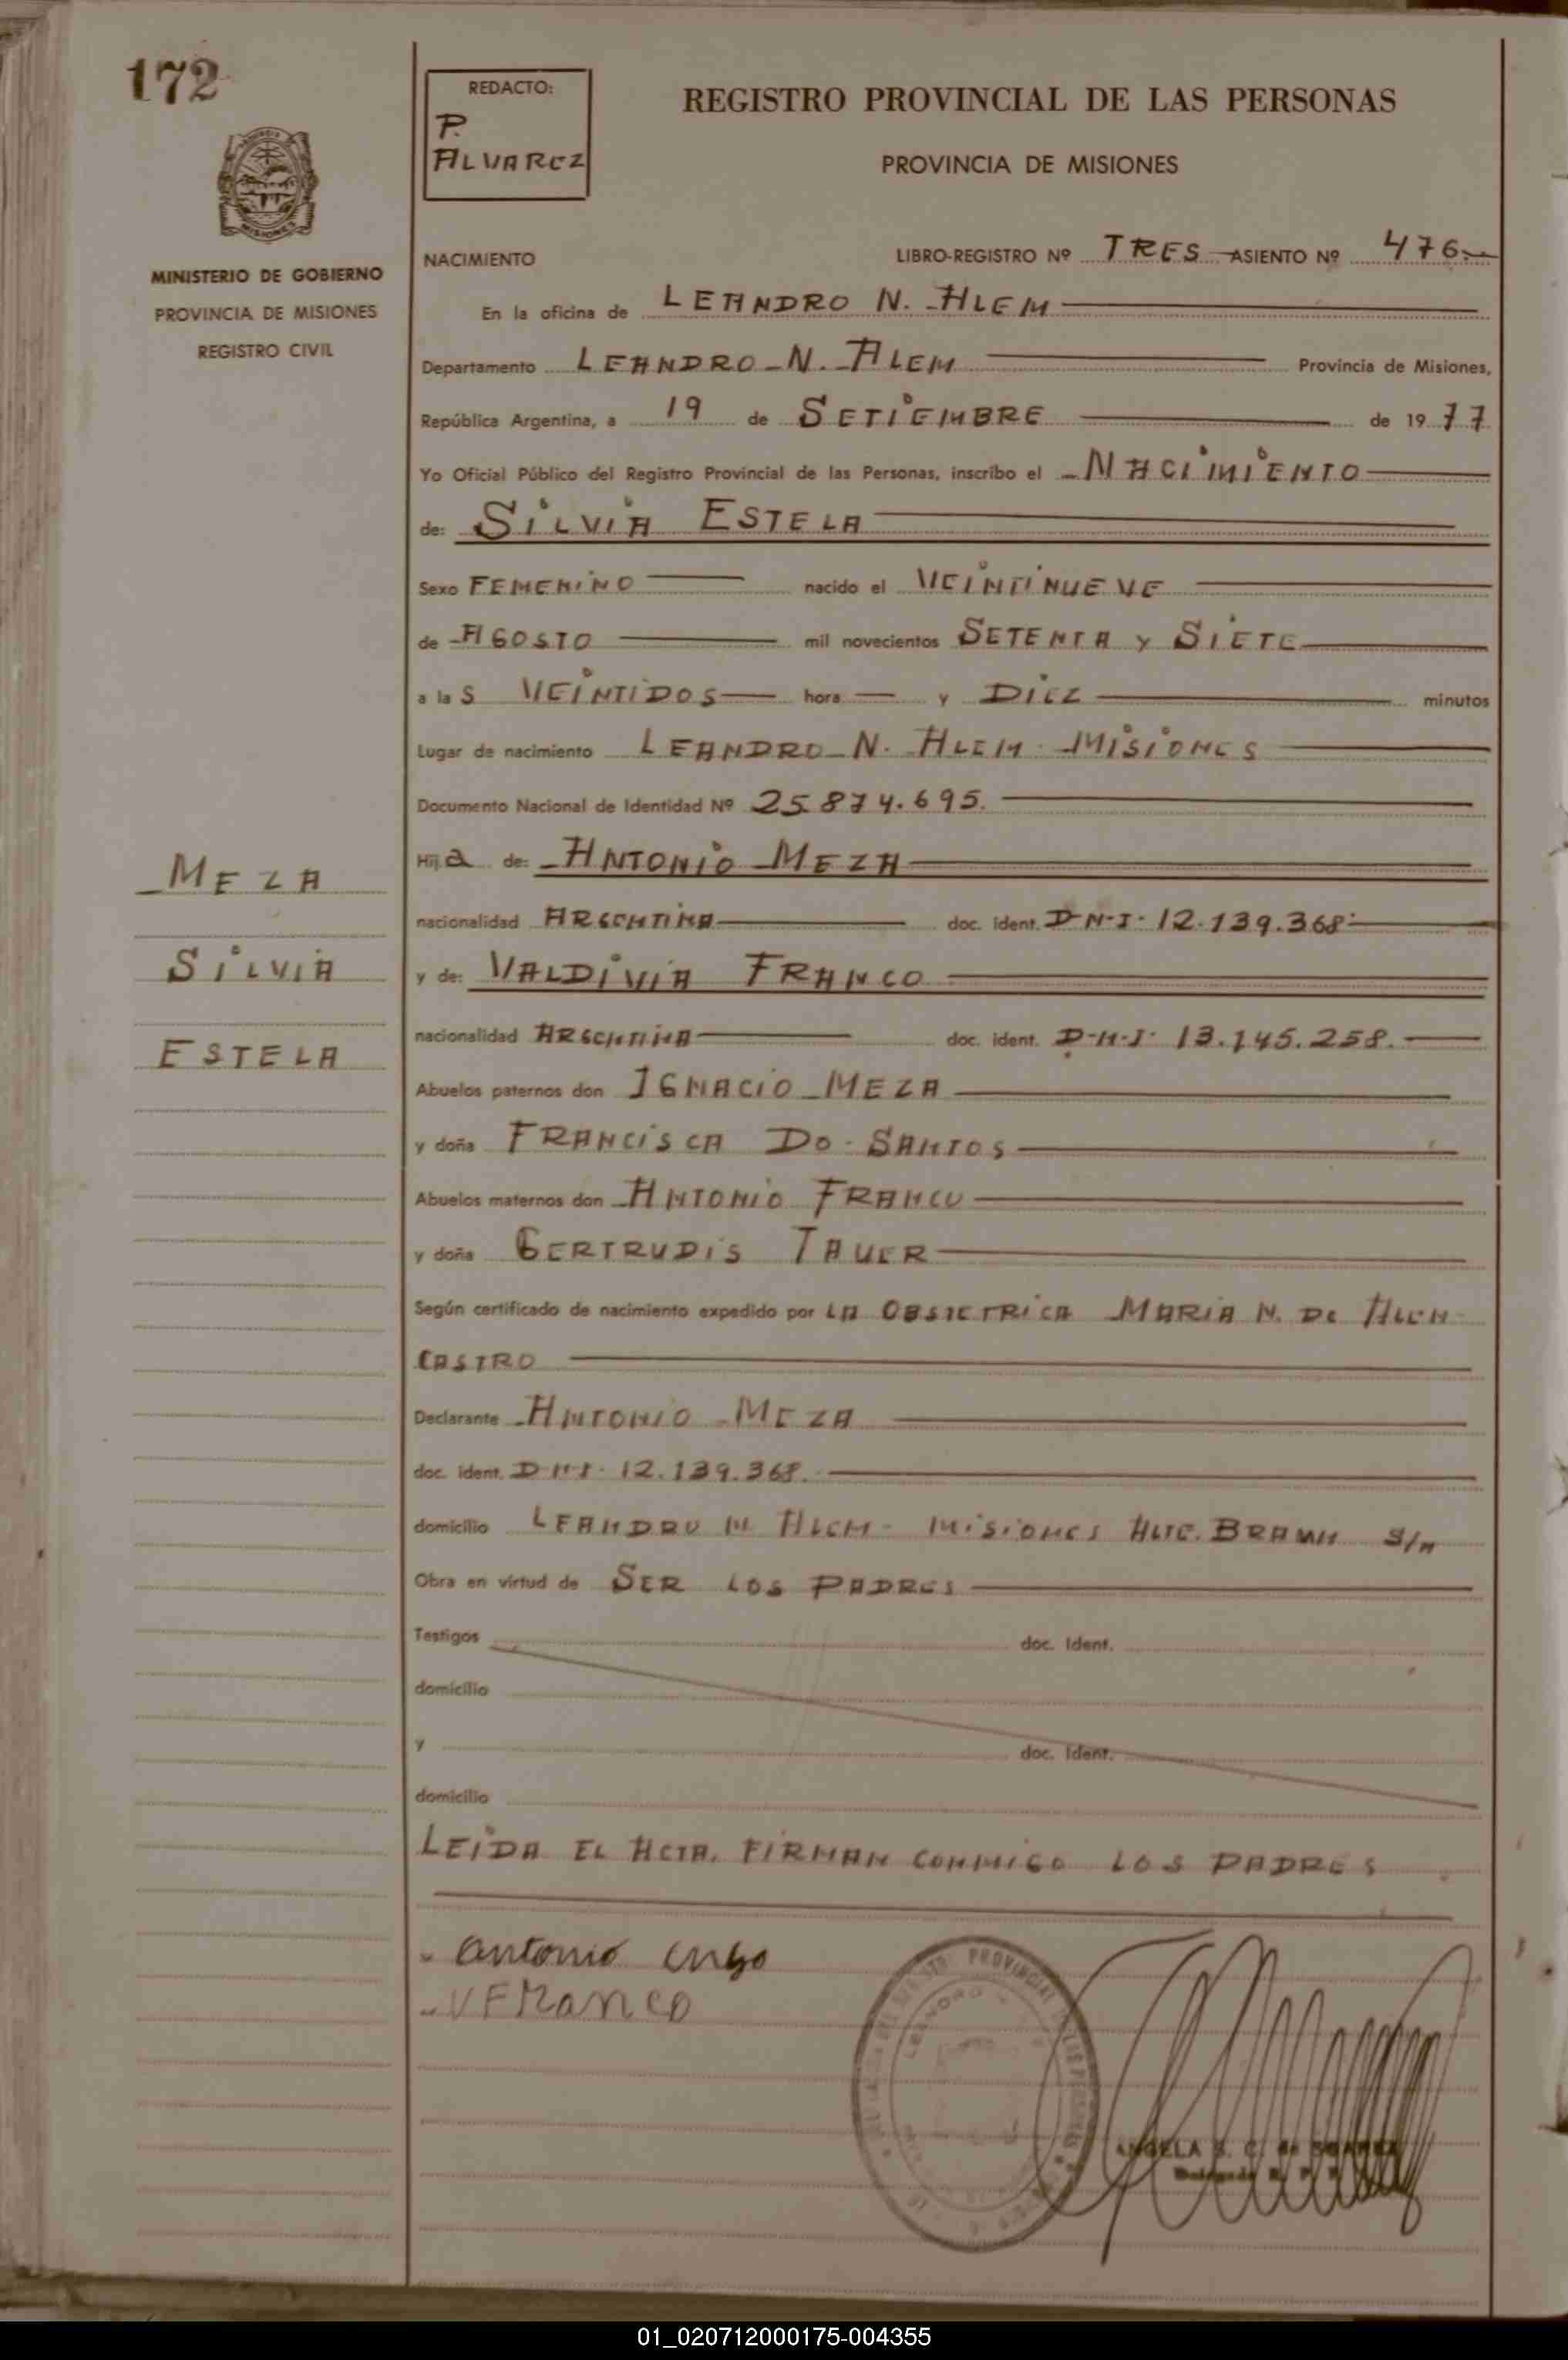 172
REDACTO:
P.
ALVAREZ
REGISTRO PROVINCIAL DE LAS PERSONAS
PROVINCIA DE MISIONES
MINISTERIO DE GOBIERNO
PROVINCIA DE MISIONES
REGISTRO CIVIL
NACIMIENTO LIBRO-REGISTRO Nº TRES ASIENTO Nº 476
En la oficina de LEANDRO N. ALEM
Departamento LEANDRO N. ALEM Provincia de Misiones,
República Argentina, a 19 de SETIEMBRE de 1977
Yo Oficial Público del Registro Provincial de las Personas, inscribo el NACIMIENTO
de: SILVIA ESTELA
Sexo FEMENINO nacido el VEINTINUEVE
de AGOSTO mil novecientos SETENTA y SIETE
a las VEINTIDOS hora y DIEZ minutos
Lugar de nacimiento LEANDRO N. ALEM MISIONES
Documento Nacional de Identidad Nº 25.874.695.
Hija de: ANTONIO MEZA
nacionalidad ARGENTINA doc. ident. D-N-I- 12.139.368
y de: VALDIVIA FRANCO
nacionalidad ARGENTINA doc. ident. D-N-I- 13.145.258.
Abuelos paternos don IGNACIO MEZA
y doña FRANCISCA DO SANTOS
Abuelos maternos don ANTONIO FRANCO
y doña GERTRUDIS TAUER
Según certificado de nacimiento expedido por LA OBSTETRICA MARIA N. DE
CASTRO
Declarante ANTONIO MEZA
doc. ident. D-N-I- 12.139.368.
domicilio LEANDRO N ALEM- MISIONES ALTE. BRAWN S/N
Obra en virtud de SER LOS PADRES
Testigos doc. Ident.
domicilio
y doc. Ident.
domicilio
LEIDA EL ACTA. FIRMAN CONMIGO LOS PADRES
MEZA
SILVIA
ESTELA
Antonio
V FRanco
PROVINCIAL
LEANDRO
ANGELA S. C. de
01_020712000175-004355